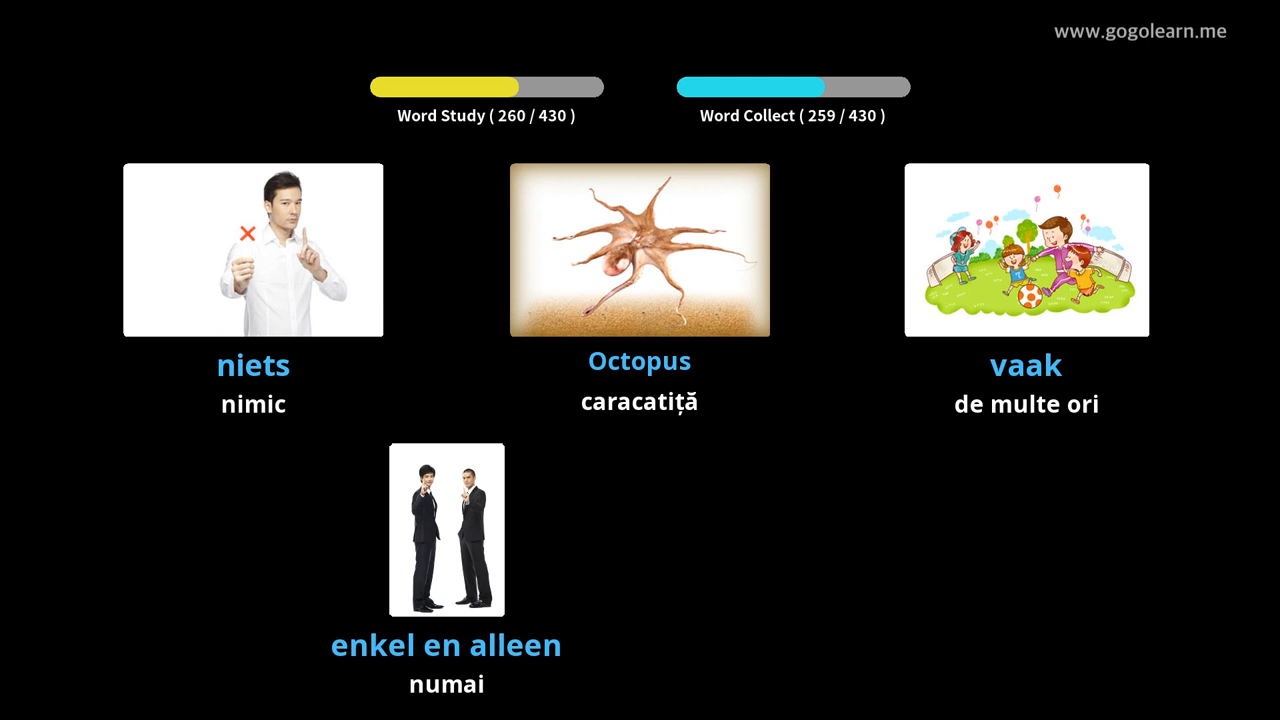 www.gogolearn.me
Word Study ( 260 / 430 )
Word Collect ( 259 / 430 )
niets
nimic
Octopus
caracatiță
vaak
de multe ori
enkel en alleen
numai